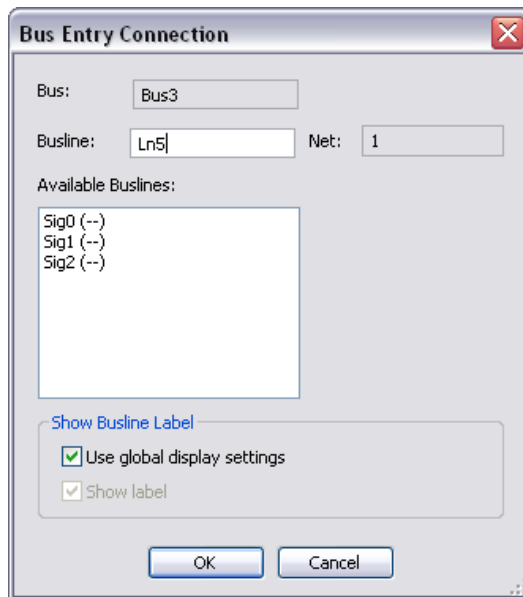 Bus Entry Connection
Bus: Bus3
Busline: Ln5 Net: 1
Available Buslines:
Sig0 (--)
Sig1 (--)
Sig2 (--)
Show Busline Label
Use global display settings
Show label
OK Cancel